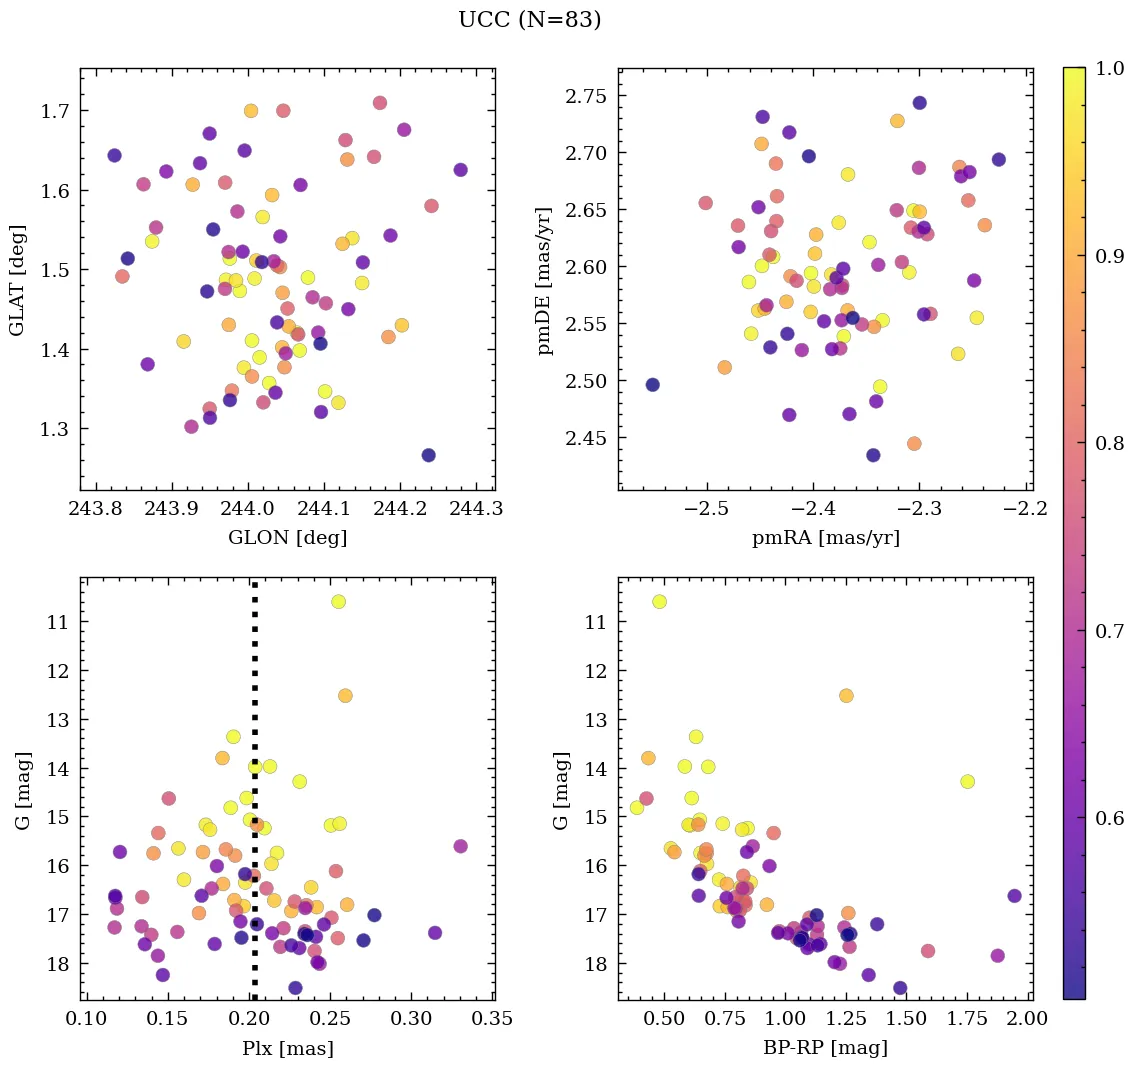 UCC (N=83)
1.7
1.6
1.5
1.4
1.3
GLAT [deg]
243.8 243.9 244.0 244.1 244.2 244.3
GLON [deg]
2.75
2.70
2.65
2.60
2.55
2.50
2.45
pmDE [mas/yr]
−2.5 −2.4 −2.3 −2.2
pmRA [mas/yr]
11
12
13
14
15
16
17
18
G [mag]
0.10 0.15 0.20 0.25 0.30 0.35
Plx [mas]
11
12
13
14
15
16
17
18
G [mag]
0.50 0.75 1.00 1.25 1.50 1.75 2.00
BP-RP [mag]
1.0
0.9
0.8
0.7
0.6